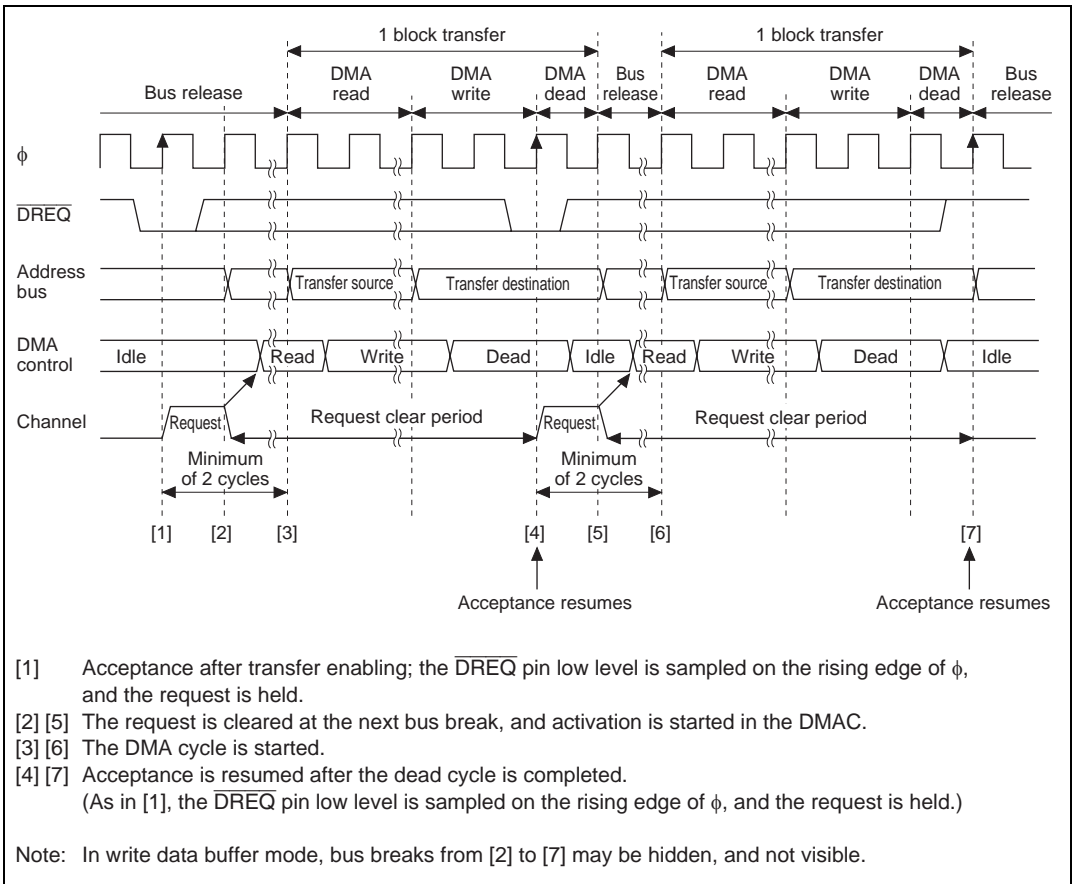 1 block transfer 1 block transfer
Bus release DMA read DMA write DMA dead Bus release DMA read DMA write DMA dead Bus release
φ
DREQ
Address bus Transfer source Transfer destination Transfer source Transfer destination
DMA control Idle Read Write Dead Idle Read Write Dead Idle
Channel Request Request clear period Request Request clear period
Minimum of 2 cycles Minimum of 2 cycles
[1] [2] [3] [4] [5] [6] [7]
Acceptance resumes Acceptance resumes
[1] Acceptance after transfer enabling; the DREQ pin low level is sampled on the rising edge of φ,
and the request is held.
[2] [5] The request is cleared at the next bus break, and activation is started in the DMAC.
[3] [6] The DMA cycle is started.
[4] [7] Acceptance is resumed after the dead cycle is completed.
(As in [1], the DREQ pin low level is sampled on the rising edge of φ, and the request is held.)
Note: In write data buffer mode, bus breaks from [2] to [7] may be hidden, and not visible.